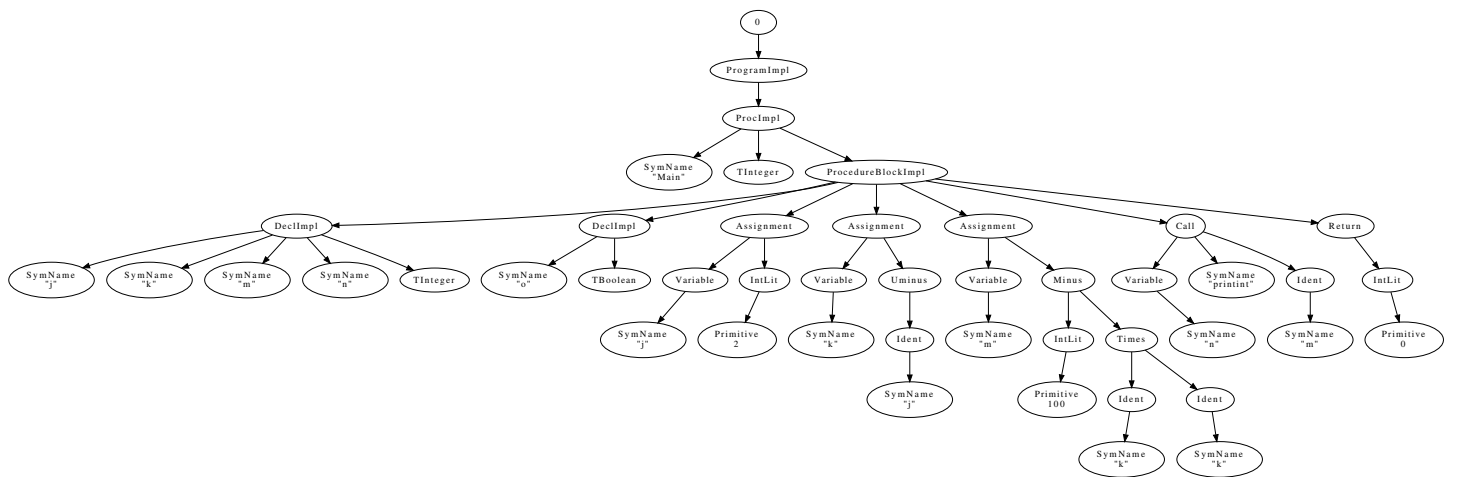 0
ProgramImpl
ProcImpl
SymName
"Main"
TInteger
ProcedureBlockImpl
DeclImpl
DeclImpl
Assignment
Assignment
Assignment
Call
Return
SymName
"j"
SymName
"k"
SymName
"m"
SymName
"n"
TInteger
SymName
"o"
TBoolean
Variable
IntLit
Variable
Uminus
Variable
Minus
Variable
SymName
"printint"
Ident
IntLit
SymName
"j"
Primitive
2
SymName
"k"
Ident
SymName
"m"
IntLit
Times
SymName
"n"
SymName
"m"
Primitive
0
SymName
"j"
Primitive
100
Ident
Ident
SymName
"k"
SymName
"k"